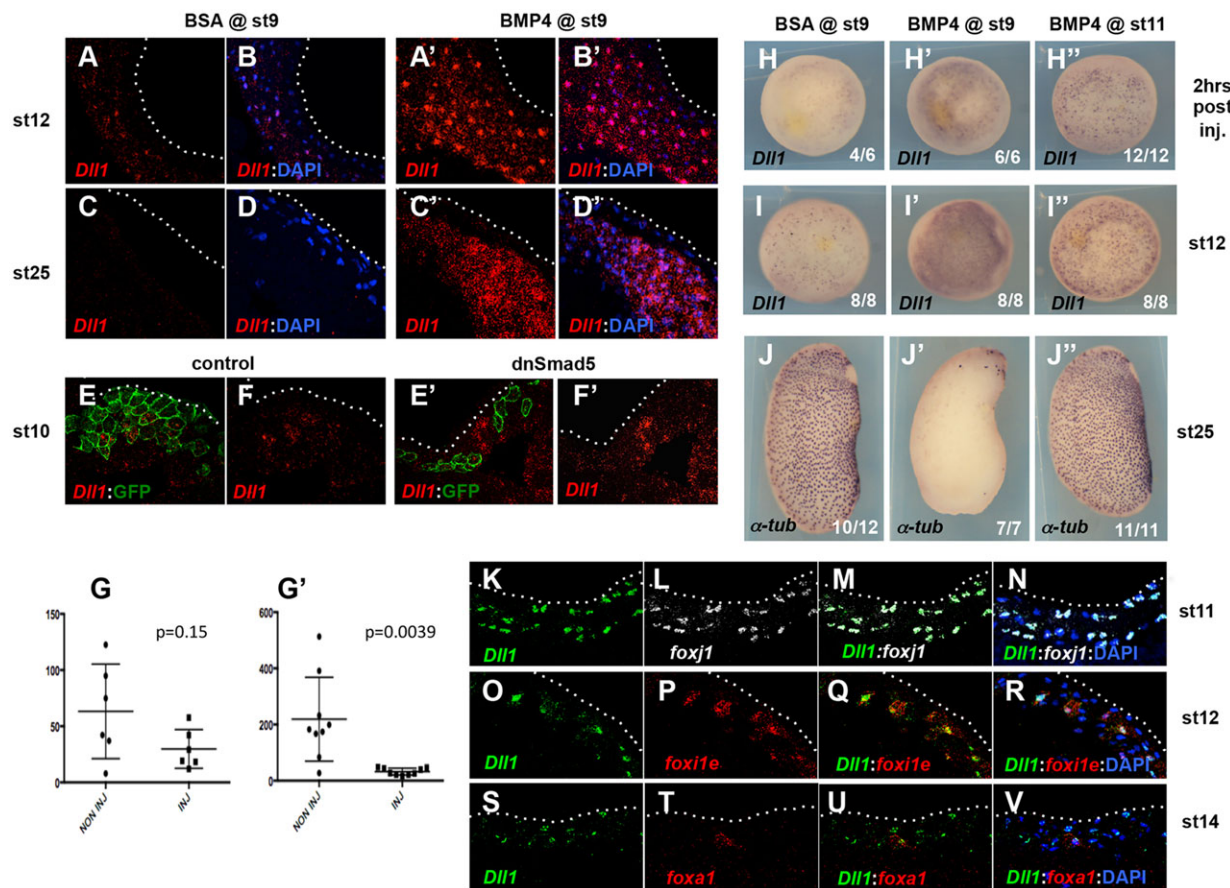 BSA @ st9
BMP4 @ st9
BSA @ st9
BMP4 @ st9
BMP4 @ st11
A
B
A'
B'
st12
Dll1
Dll1:DAPI
Dll1
Dll1:DAPI
C
D
C'
D'
st25
Dll1
Dll1:DAPI
Dll1
Dll1:DAPI
control
dnSmad5
E
F
E'
F'
st10
Dll1:GFP
Dll1
Dll1:GFP
Dll1
H
H'
H"
2hrs
post
inj.
Dll1
4/6
Dll1
6/6
Dll1
12/12
I
I'
I"
st12
Dll1
8/8
Dll1
8/8
Dll1
8/8
J
J'
J"
st25
α-tub
10/12
α-tub
7/7
α-tub
11/11
G
p=0.15
150
100
50
0
NON INJ
INJ
G'
p=0.0039
600
400
200
0
NON INJ
INJ
K
L
M
N
st11
Dll1
foxj1
Dll1:foxj1
Dll1:foxj1:DAPI
O
P
Q
R
st12
Dll1
foxi1e
Dll1:foxi1e
Dll1:foxi1e:DAPI
S
T
U
V
st14
Dll1
foxa1
Dll1:foxa1
Dll1:foxa1:DAPI